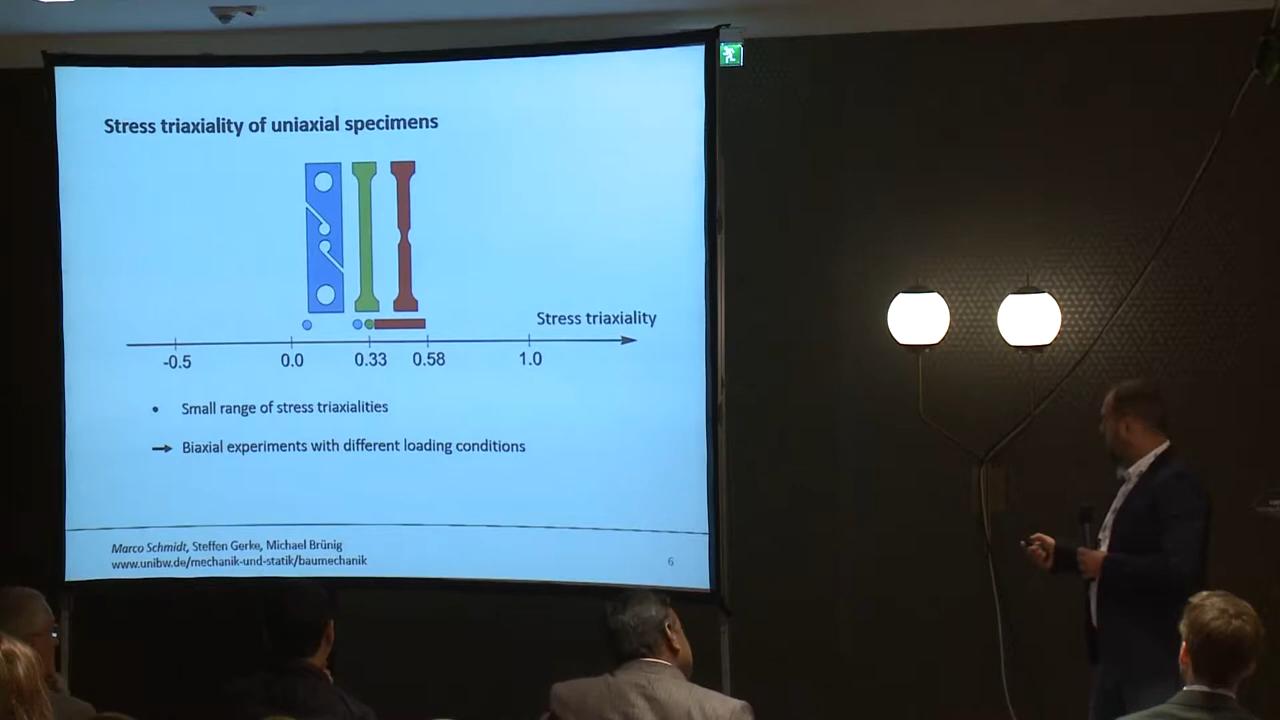 Stress triaxiality of uniaxial specimens
Stress triaxiality
-0.5 0.0 0.33 0.58 1.0
• Small range of stress triaxialities
→ Biaxial experiments with different loading conditions
Marco Schmidt, Steffen Gerke, Michael Brünig
www.unibw.de/mechanik-und-statik/baumechanik
6